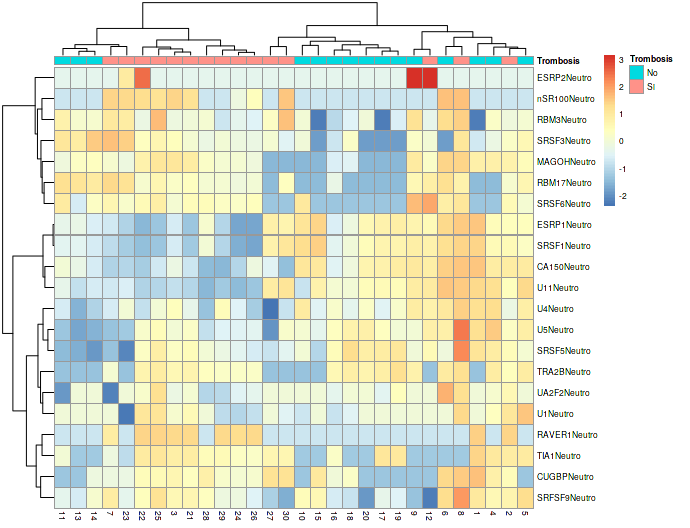 Trombosis
Trombosis
No
SI
3
2
1
0
-1
-2
ESRP2Neutro
nSR100Neutro
RBM3Neutro
SRSF3Neutro
MAGOHNeutro
RBM17Neutro
SRSF6Neutro
ESRP1Neutro
SRSF1Neutro
CA150Neutro
U11Neutro
U4Neutro
U5Neutro
SRSF5Neutro
TRA2BNeutro
UA2F2Neutro
U1Neutro
RAVER1Neutro
TIA1Neutro
CUGBPNeutro
SRFSF9Neutro
11 13 14 7 23 22 25 3 21 28 29 24 26 27 30 10 15 16 18 20 17 19 9 12 6 8 1 4 2 5